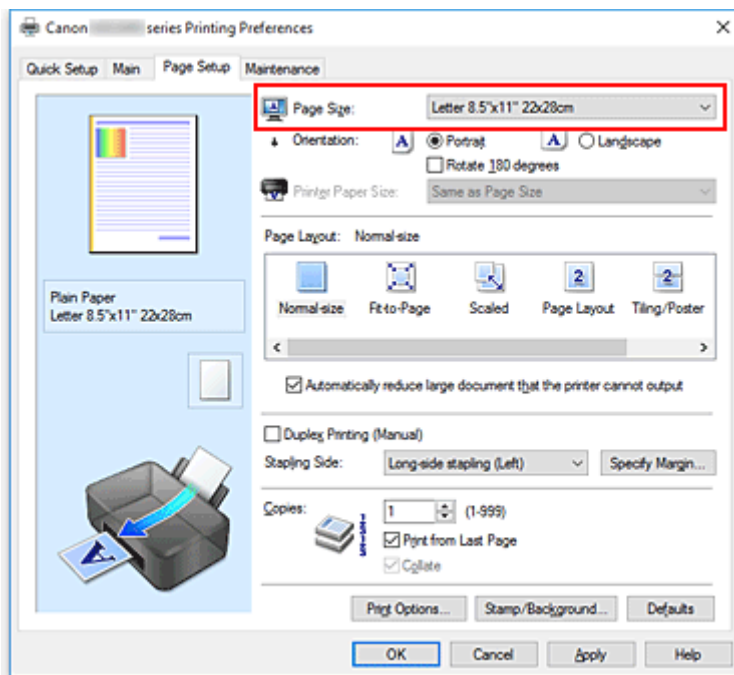 Canon series Printing Preferences
Quick Setup Main Page Setup Maintenance
Page Size: Letter 8.5"x11" 22x28cm
Orientation: A Portrait A Landscape
Rotate 180 degrees
Printer Paper Size: Same as Page Size
Page Layout: Normal-size
Normal-size Fit-to-Page Scaled Page Layout Tiling/Poster
Plain Paper
Letter 8.5"x11" 22x28cm
Automatically reduce large document that the printer cannot output
Duplex Printing (Manual)
Stapling Side: Long-side stapling (Left) Specify Margin...
Copies: 1 (1-999)
Print from Last Page
Collate
Print Options... Stamp/Background... Defaults
OK Cancel Apply Help